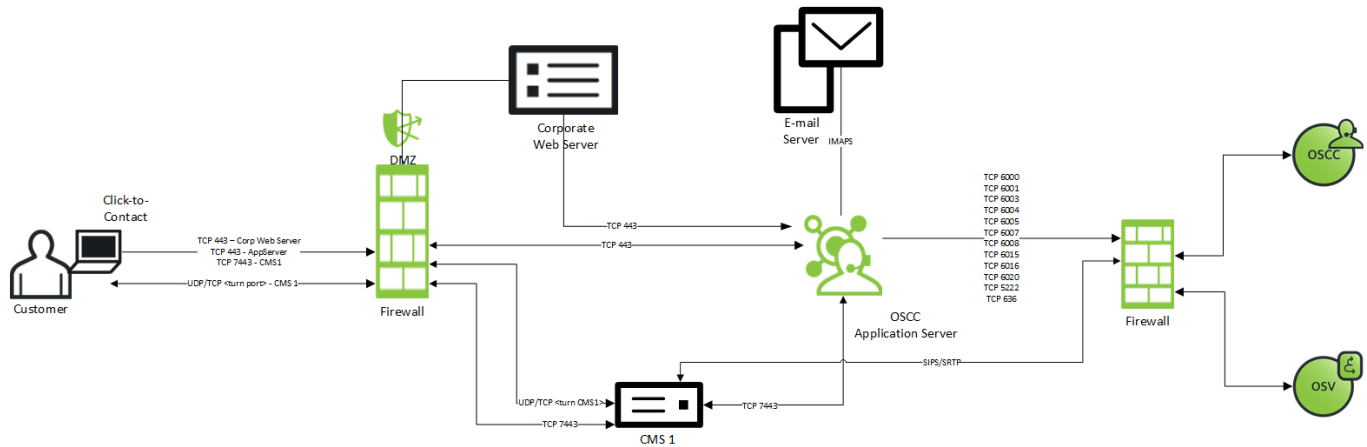 Corporate
Web Server
E-mail
Server
IMAPS
DMZ
OSCC
Click-to-
Contact
TCP 6000
TCP 6001
TCP 6003
TCP 6004
TCP 6005
TCP 6007
TCP 6008
TCP 6015
TCP 6016
TCP 6020
TCP 5222
TCP 636
TCP 443
TCP 443 – Corp Web Server
TCP 443 - AppServer
TCP 7443 - CMS1
TCP 443
UDP/TCP <turn port> - CMS 1
Customer
Firewall
OSCC
Application Server
Firewall
SIPS/SRTP
OSV
UDP/TCP <turn CMS1>
TCP 7443
TCP 7443
CMS 1